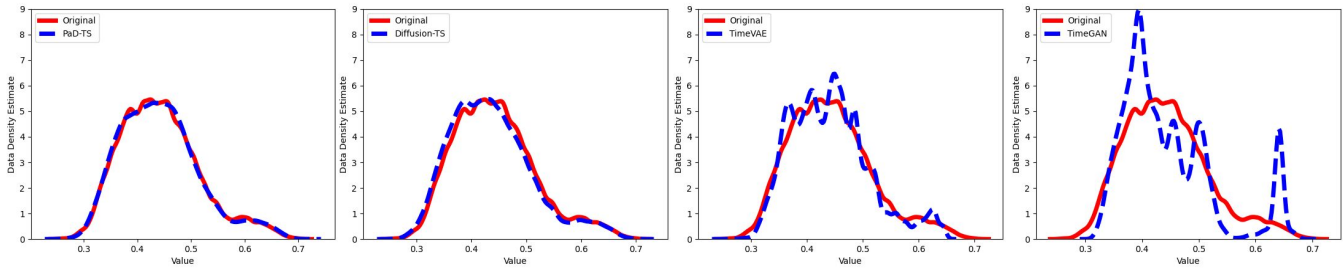 Data Density Estimate
9
8
7
6
5
4
3
2
1
0
Original
PaD-TS
0.3 0.4 0.5 0.6 0.7
Value
Data Density Estimate
9
8
7
6
5
4
3
2
1
0
Original
Diffusion-TS
0.3 0.4 0.5 0.6 0.7
Value
Data Density Estimate
9
8
7
6
5
4
3
2
1
0
Original
TimeVAE
0.3 0.4 0.5 0.6 0.7
Value
Data Density Estimate
9
8
7
6
5
4
3
2
1
0
Original
TimeGAN
0.3 0.4 0.5 0.6 0.7
Value